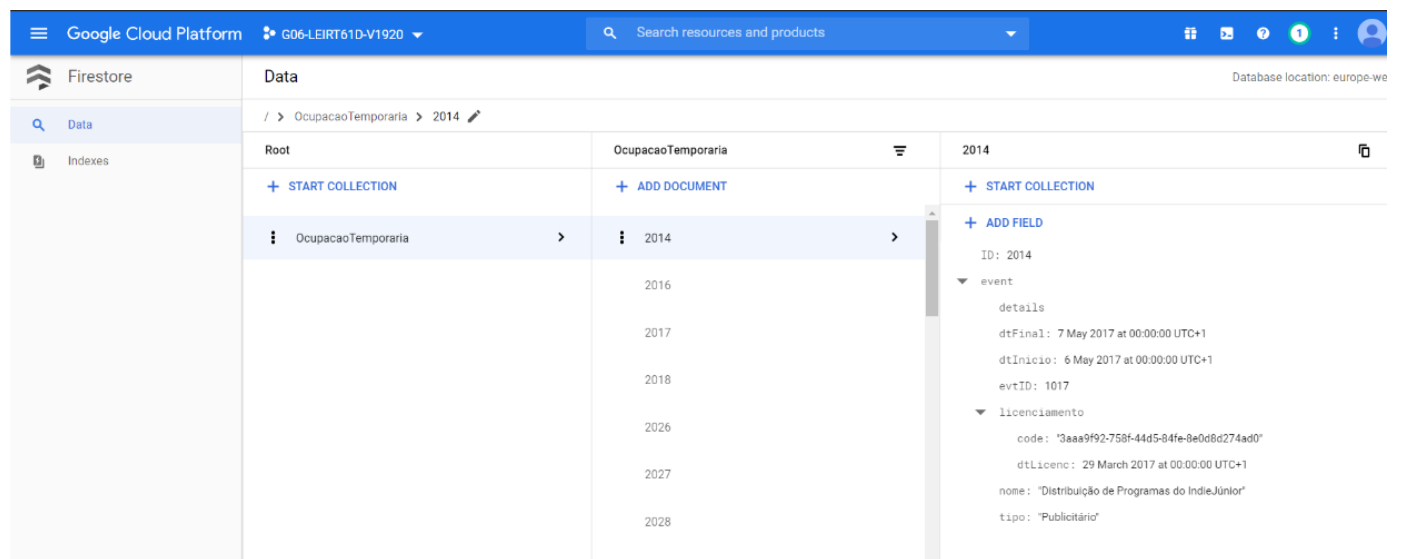 Google Cloud Platform G06-LEIRT61D-V1920 Search resources and products 1
Firestore Data Database location: europe-we
Data / OcupacaoTemporaria 2014
Indexes
Root OcupacaoTemporaria 2014
START COLLECTION ADD DOCUMENT START COLLECTION
OcupacaoTemporaria 2014 ADD FIELD
ID: 2014
2016 event
details
2017 dtFinal: 7 May 2017 at 00:00:00 UTC+1
dtInicio: 6 May 2017 at 00:00:00 UTC+1
2018 evtID: 1017
licenciamento
2026 code: "3aaa9f92-758f-44d5-84fe-8e0d8d274ad0"
dtLicenc: 29 March 2017 at 00:00:00 UTC+1
2027 nome: "Distribuição de Programas do IndieJúnior"
2028 tipo: "Publicitário"